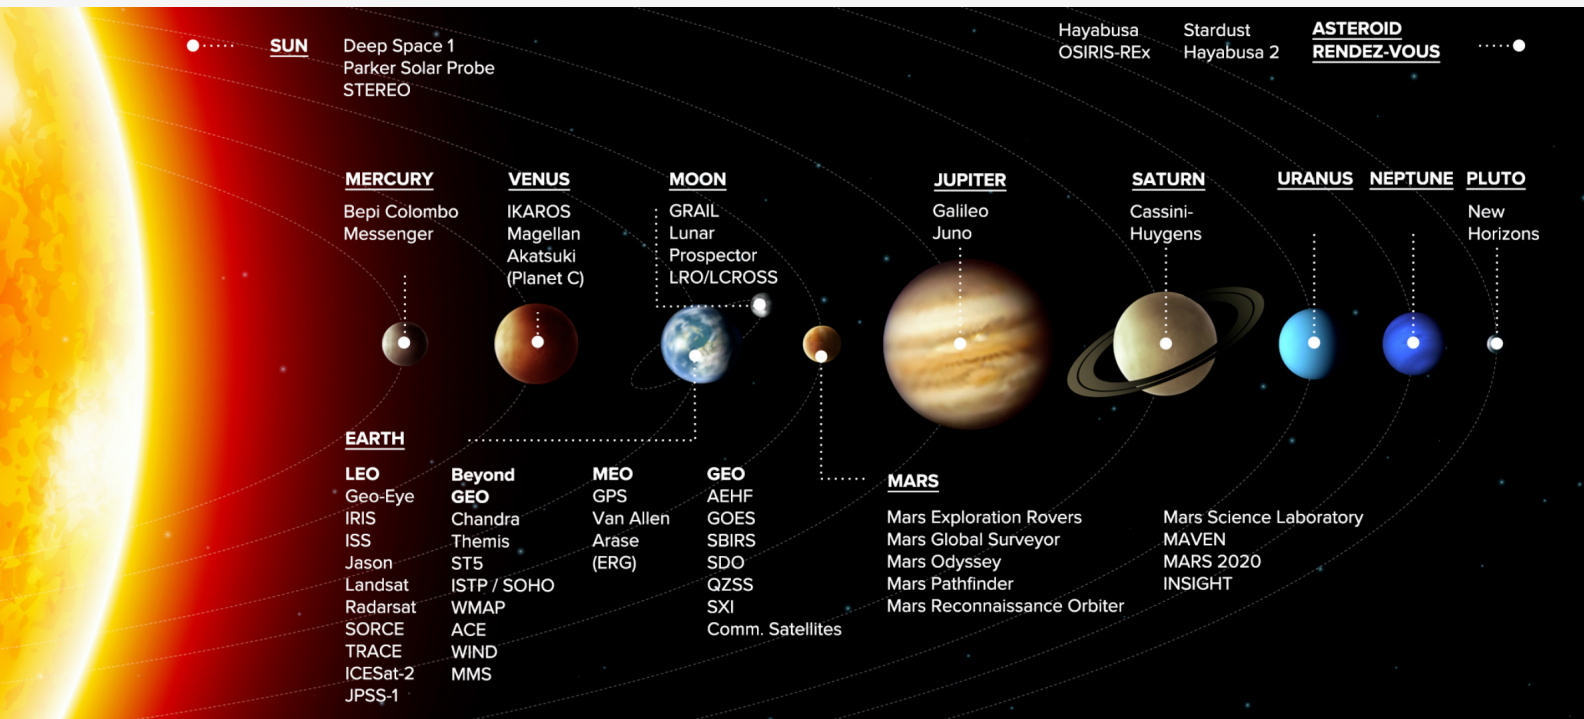 SUN
Deep Space 1
Parker Solar Probe
STEREO
Hayabusa
OSIRIS-REx
Stardust
Hayabusa 2
ASTEROID
RENDEZ-VOUS
MERCURY
Bepi Colombo
Messenger
VENUS
IKAROS
Magellan
Akatsuki
(Planet C)
MOON
GRAIL
Lunar
Prospector
LRO/LCROSS
JUPITER
Galileo
Juno
SATURN
Cassini-
Huygens
URANUS
NEPTUNE
PLUTO
New
Horizons
EARTH
LEO
Geo-Eye
IRIS
ISS
Jason
Landsat
Radarsat
SORCE
TRACE
ICESat-2
JPSS-1
Beyond
GEO
Chandra
Themis
ST5
ISTP / SOHO
WMAP
ACE
WIND
MMS
MEO
GPS
Van Allen
Arase
(ERG)
GEO
AEHF
GOES
SBIRS
SDO
QZSS
SXI
Comm. Satellites
MARS
Mars Exploration Rovers
Mars Global Surveyor
Mars Odyssey
Mars Pathfinder
Mars Reconnaissance Orbiter
Mars Science Laboratory
MAVEN
MARS 2020
INSIGHT